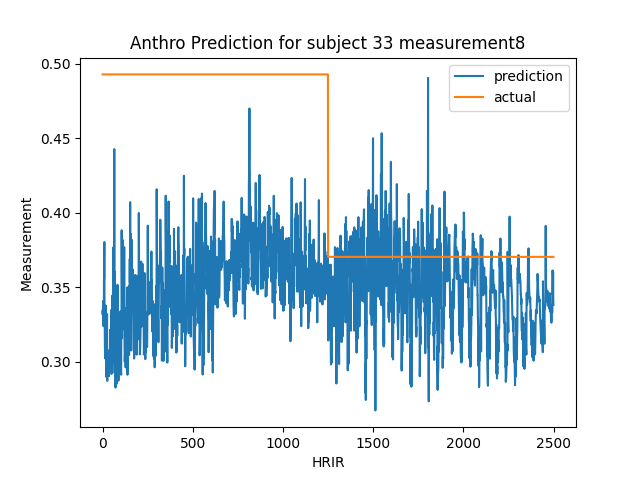 Anthro Prediction for subject 33 measurement8
prediction
actual
0.50
0.45
0.40
0.35
0.30
Measurement
0
500
1000
1500
2000
2500
HRIR